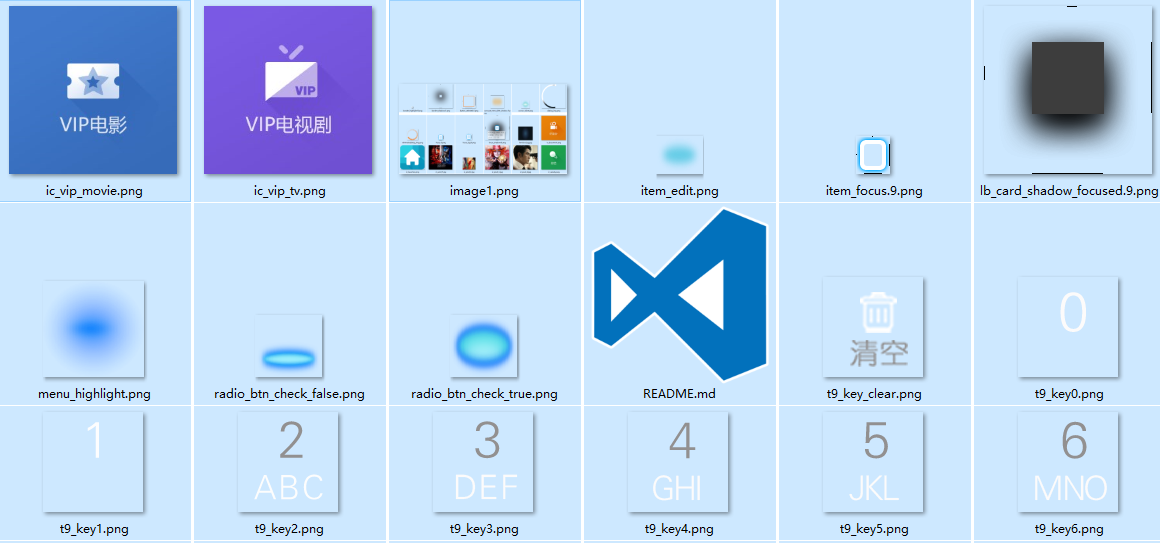 VIP电影
VIP电视剧
VIP
ic_vip_movie.png
ic_vip_tv.png
image1.png
item_edit.png
item_focus.9.png
lb_card_shadow_focused.9.png
清空
0
menu_highlight.png
radio_btn_check_false.png
radio_btn_check_true.png
README.md
t9_key_clear.png
t9_key0.png
1
2
3
4
5
6
ABC
DEF
GHI
JKL
MNO
t9_key1.png
t9_key2.png
t9_key3.png
t9_key4.png
t9_key5.png
t9_key6.png